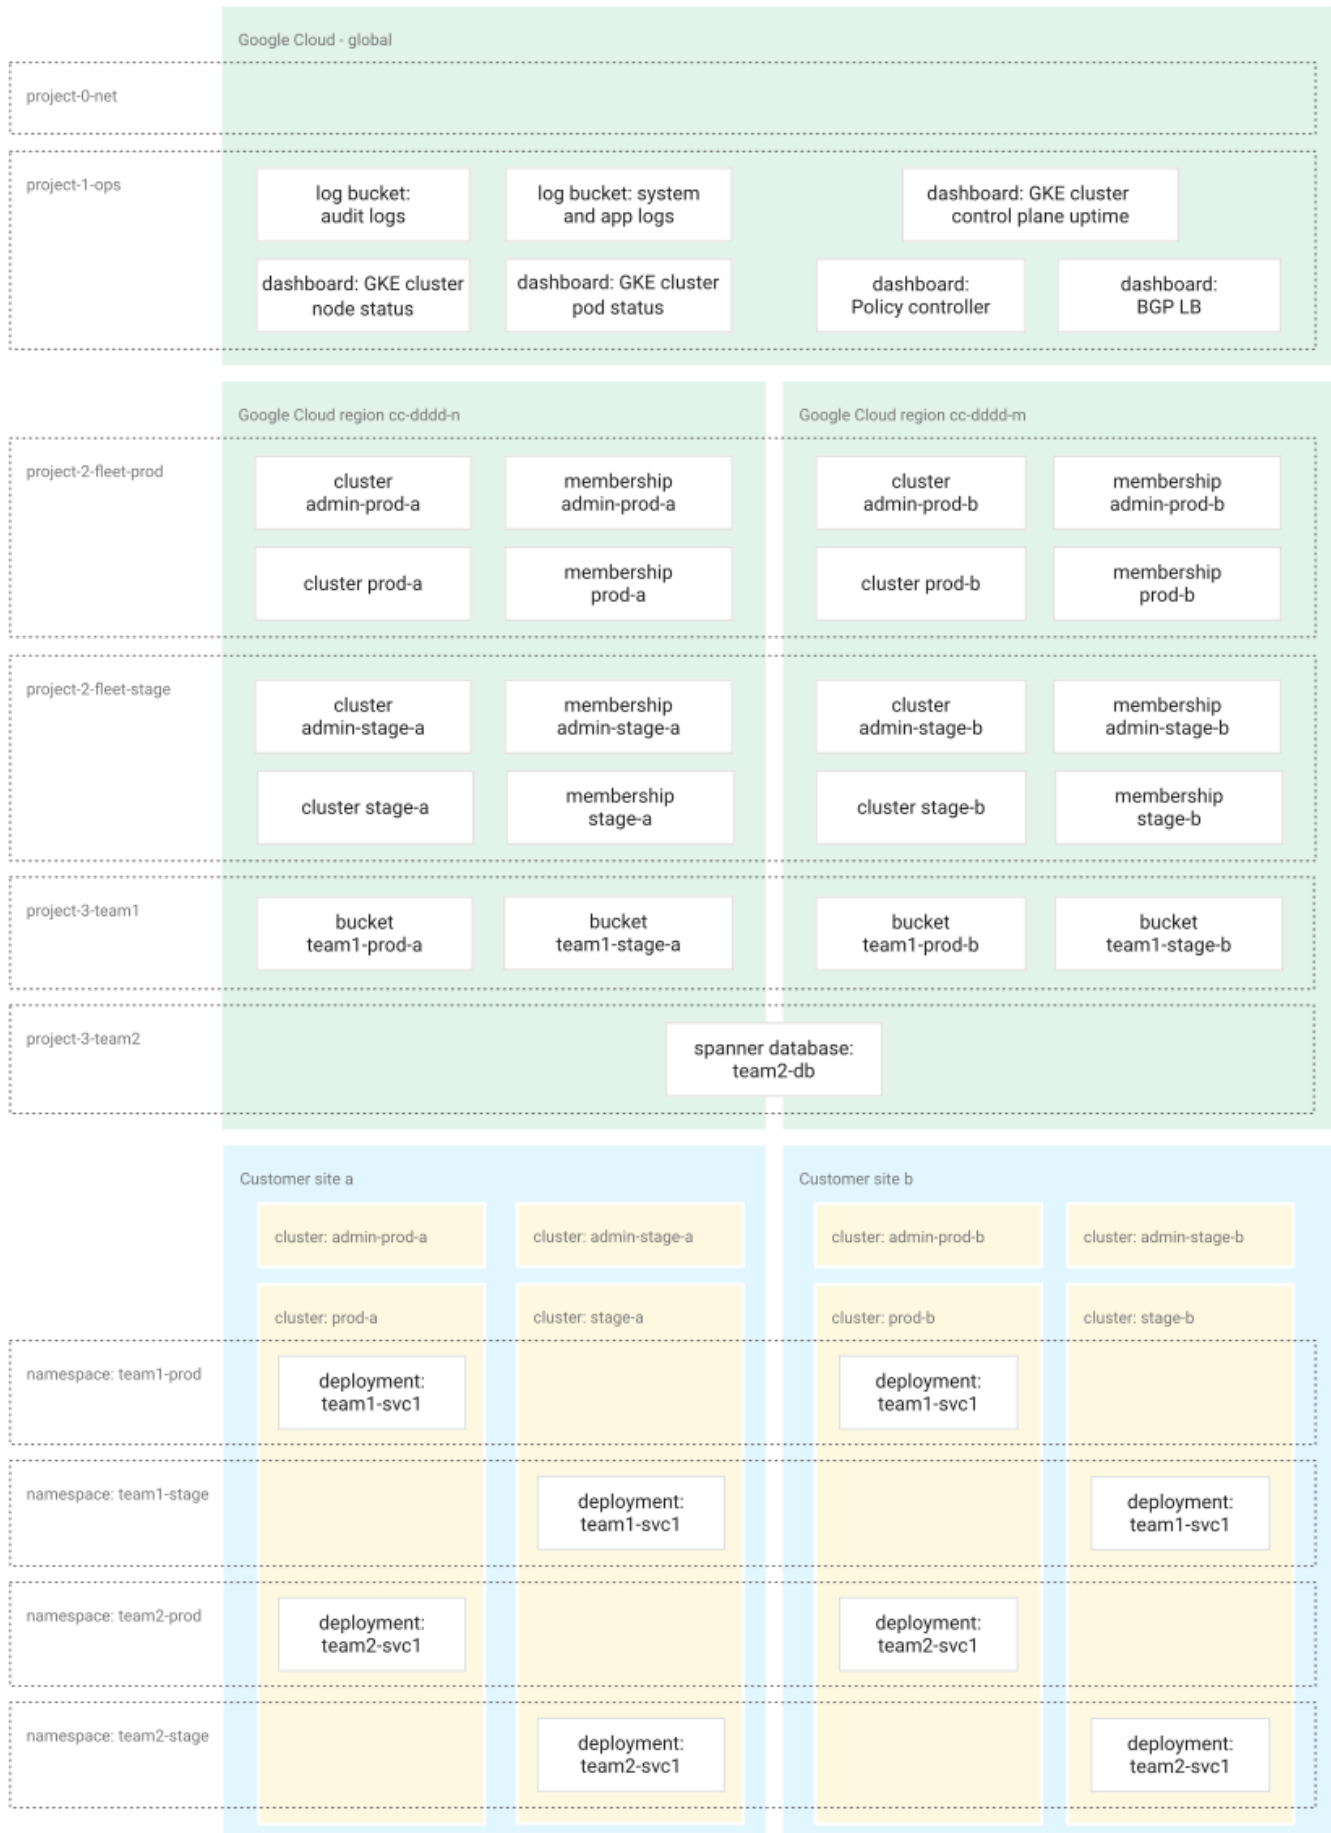 Google Cloud - global
project-0-net
project-1-ops
log bucket:
audit logs
log bucket: system
and app logs
dashboard: GKE cluster
control plane uptime
dashboard: GKE cluster
node status
dashboard: GKE cluster
pod status
dashboard:
Policy controller
dashboard:
BGP LB
Google Cloud region cc-dddd-n
Google Cloud region cc-dddd-m
project-2-fleet-prod
cluster
admin-prod-a
membership
admin-prod-a
cluster
admin-prod-b
membership
admin-prod-b
cluster prod-a
membership
prod-a
cluster prod-b
membership
prod-b
project-2-fleet-stage
cluster
admin-stage-a
membership
admin-stage-a
cluster
admin-stage-b
membership
admin-stage-b
cluster stage-a
membership
stage-a
cluster stage-b
membership
stage-b
project-3-team1
bucket
team1-prod-a
bucket
team1-stage-a
bucket
team1-prod-b
bucket
team1-stage-b
project-3-team2
spanner database:
team2-db
Customer site a
Customer site b
cluster: admin-prod-a
cluster: admin-stage-a
cluster: admin-prod-b
cluster: admin-stage-b
cluster: prod-a
cluster: stage-a
cluster: prod-b
cluster: stage-b
namespace: team1-prod
deployment:
team1-svc1
deployment:
team1-svc1
namespace: team1-stage
deployment:
team1-svc1
deployment:
team1-svc1
namespace: team2-prod
deployment:
team2-svc1
deployment:
team2-svc1
namespace: team2-stage
deployment:
team2-svc1
deployment:
team2-svc1